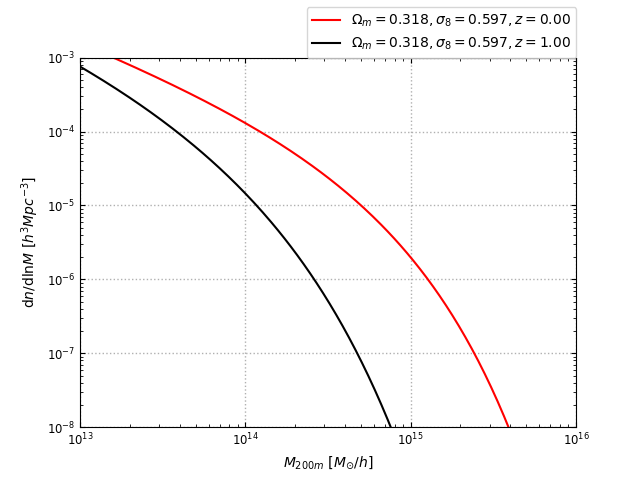 Ωₘ = 0.318, σ₈ = 0.597, z = 0.00
Ωₘ = 0.318, σ₈ = 0.597, z = 1.00
10⁻³
10⁻⁴
10⁻⁵
10⁻⁶
10⁻⁷
10⁻⁸
dn/dlnM [h³Mpc⁻³]
10¹³ 10¹⁴ 10¹⁵ 10¹⁶
M₂₀₀ₘ [M⊙/h]